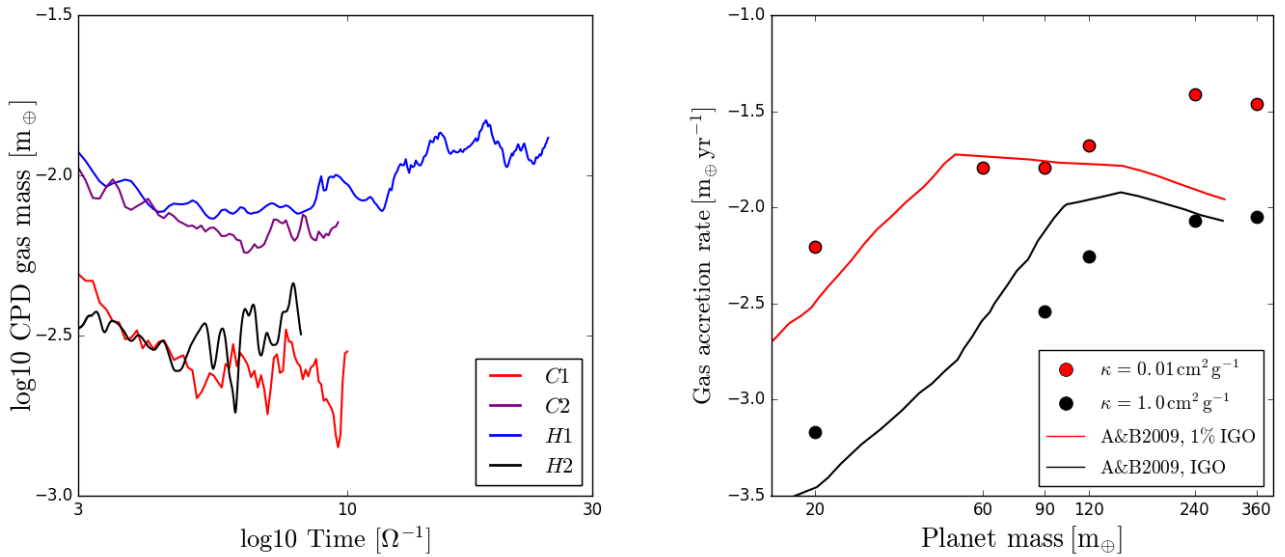 −1.5
−2.0
−2.5
−3.0
log10 CPD gas mass [m⊕]
3
10
30
log10 Time [Ω⁻¹]
C1
C2
H1
H2
−1.0
−1.5
−2.0
−2.5
−3.0
−3.5
Gas accretion rate [m⊕ yr⁻¹]
20
60
90
120
240
360
Planet mass [m⊕]
κ = 0.01 cm² g⁻¹
κ = 1.0 cm² g⁻¹
A&B2009, 1% IGO
A&B2009, IGO